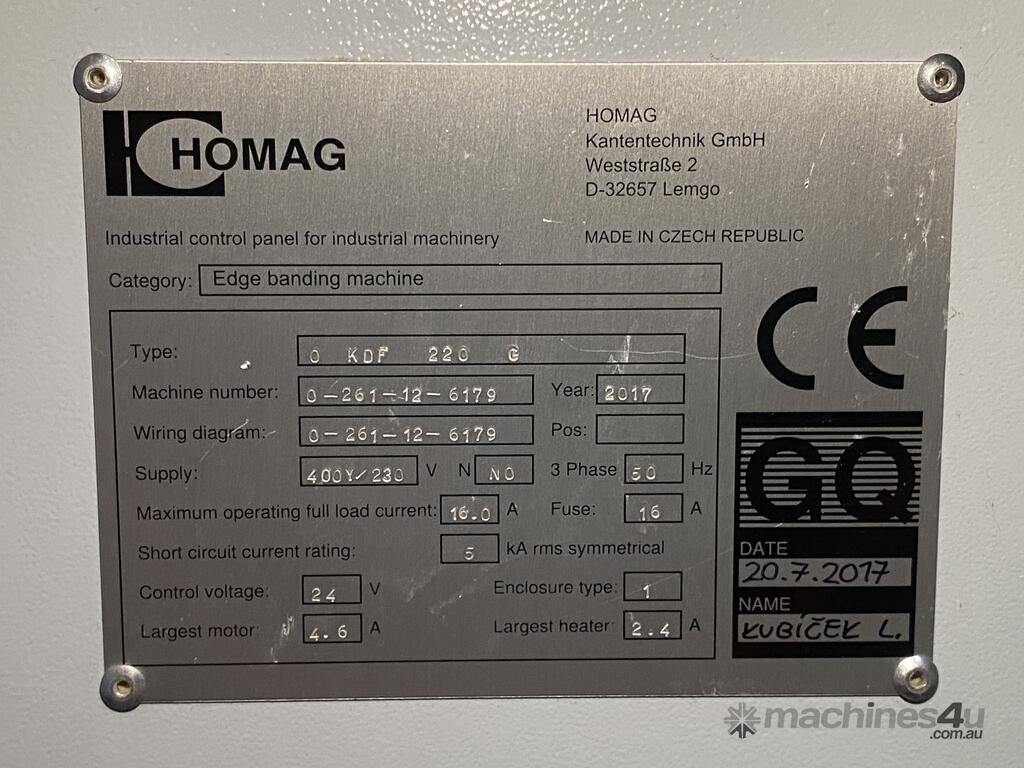 HOMAG
HOMAG
Kantentechnik GmbH
Weststraße 2
D-32657 Lemgo
Industrial control panel for industrial machinery
MADE IN CZECH REPUBLIC
Category: Edge banding machine
CE
Type: 0 KDF 220 G
Machine number: 0-261-12-6179 Year: 2017
Wiring diagram: 0-261-12-6179 Pos:
Supply: 400Y/230 V N NO 3 Phase 50 Hz
Maximum operating full load current: 16.0 A Fuse: 16 A
Short circuit current rating: 5 kA rms symmetrical
Control voltage: 24 V Enclosure type: 1
Largest motor: 4.6 A Largest heater: 2.4 A
GQ
DATE
20.7.2017
NAME
KUBÍČEK L.
machines4u
.com.au